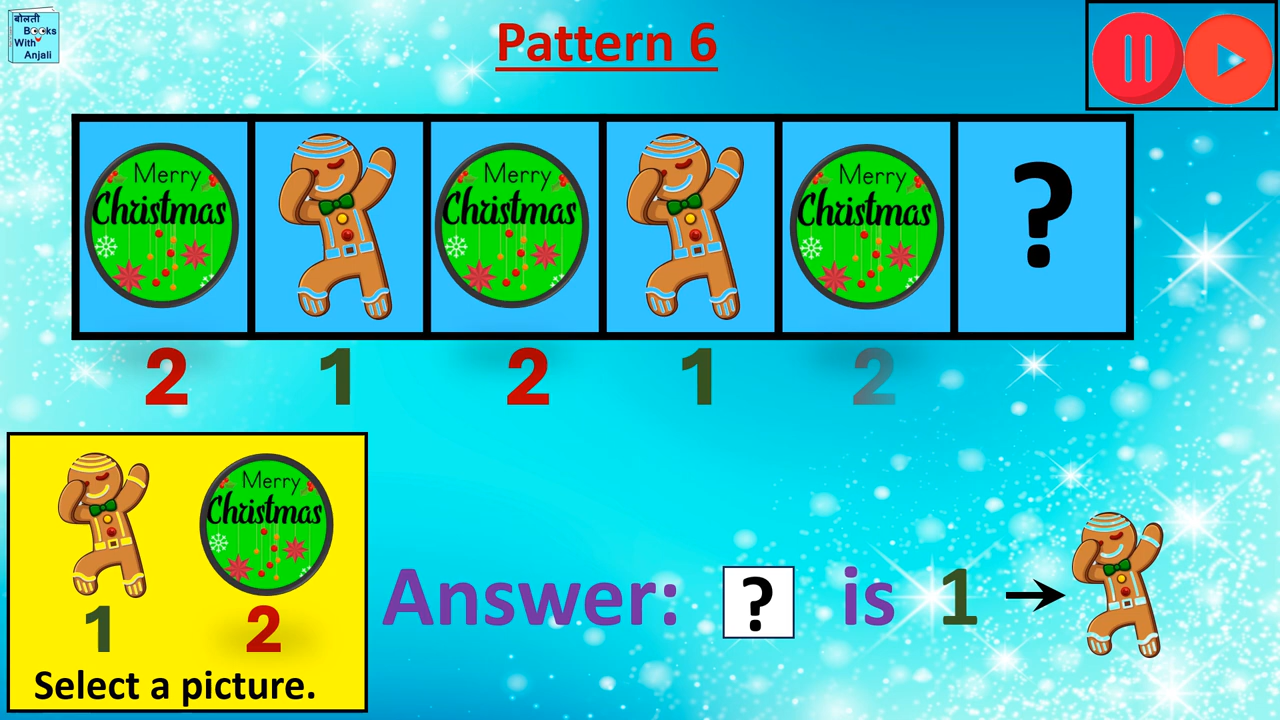 बोलती
Books
With
Anjali
Pattern 6
Merry
Christmas
Merry
Christmas
Merry
Christmas
?
2 1 2 1 2
Merry
Christmas
1 2
Select a picture.
Answer: ? is 1